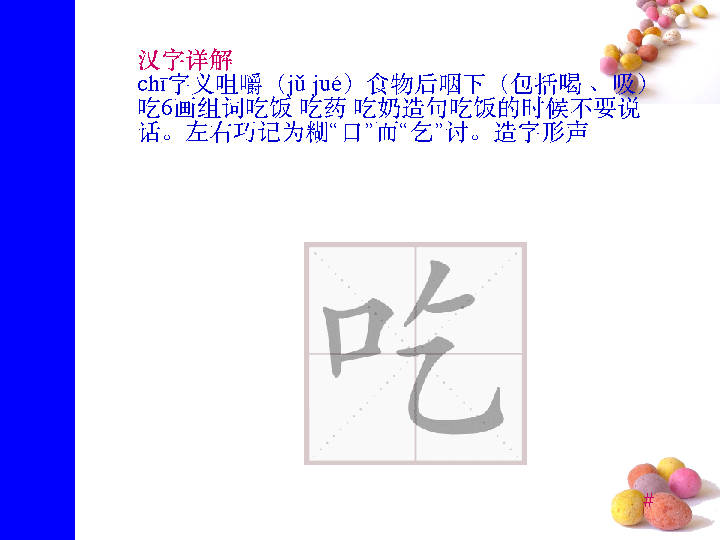 汉字详解
chī字义咀嚼（jǔ jué）食物后咽下（包括喝 、吸）
吃6画组词吃饭 吃药 吃奶造句吃饭的时候不要说
话。左右巧记为糊“口”而“乞”讨。造字形声
吃
#